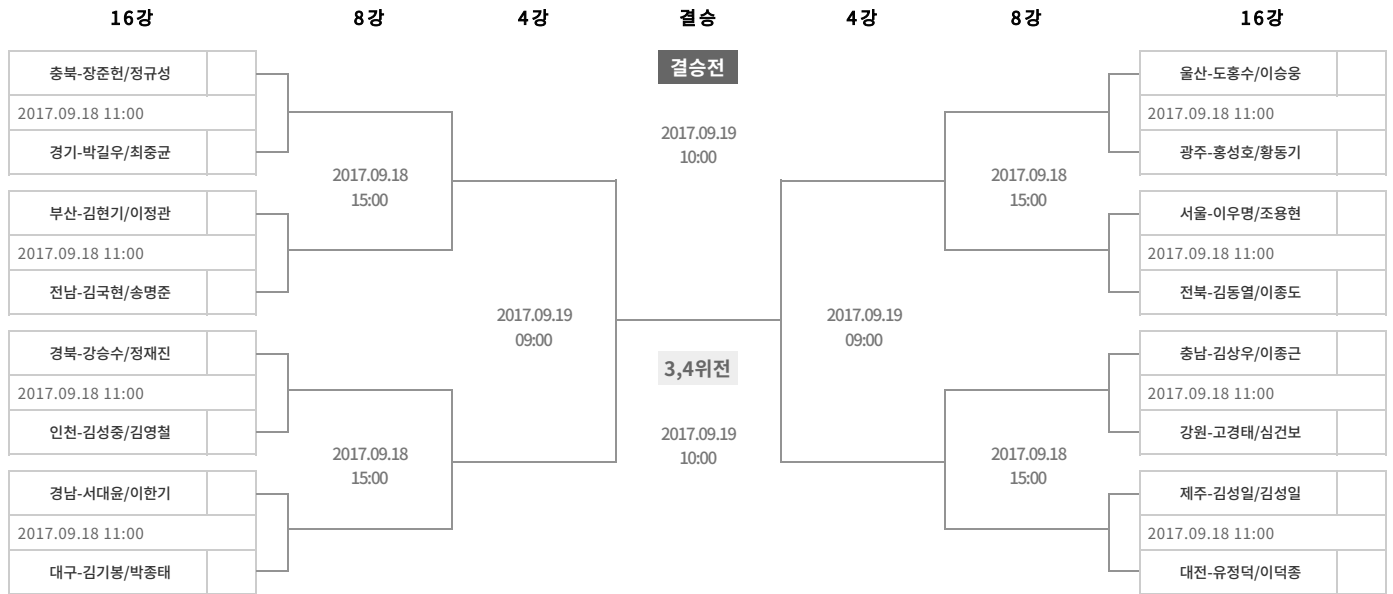 16강 8강 4강 결승 4강 8강 16강
충북-장준헌/정규성
2017.09.18 11:00
경기-박길우/최중균
부산-김현기/이정관
2017.09.18 11:00
전남-김국현/송명준
경북-강승수/정재진
2017.09.18 11:00
인천-김성중/김영철
경남-서대윤/이한기
2017.09.18 11:00
대구-김기봉/박종태
2017.09.18
15:00
2017.09.18
15:00
2017.09.19
09:00
결승전
2017.09.19
10:00
3,4위전
2017.09.19
10:00
2017.09.19
09:00
2017.09.18
15:00
2017.09.18
15:00
울산-도홍수/이승웅
2017.09.18 11:00
광주-홍성호/황동기
서울-이우명/조용현
2017.09.18 11:00
전북-김동열/이종도
충남-김상우/이종근
2017.09.18 11:00
강원-고경태/심건보
제주-김성일/김성일
2017.09.18 11:00
대전-유정덕/이덕종